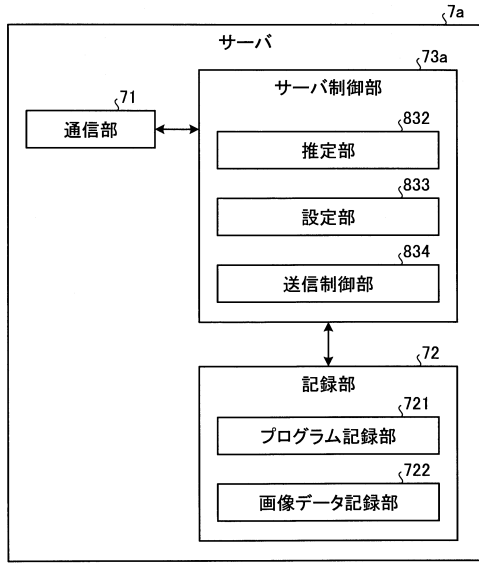 7a
サーバ
73a
サーバ制御部
71
通信部
832
推定部
833
設定部
834
送信制御部
72
記録部
721
プログラム記録部
722
画像データ記録部